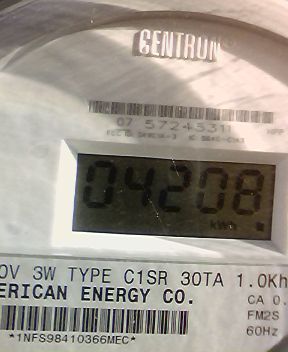 CENTRON
07 57243311
04208
kWh
0V 3W TYPE C1SR 30TA 1.0Kh
ERICAN ENERGY CO. CA 0.
FM2S
60Hz
*1NFS98410366MEC*